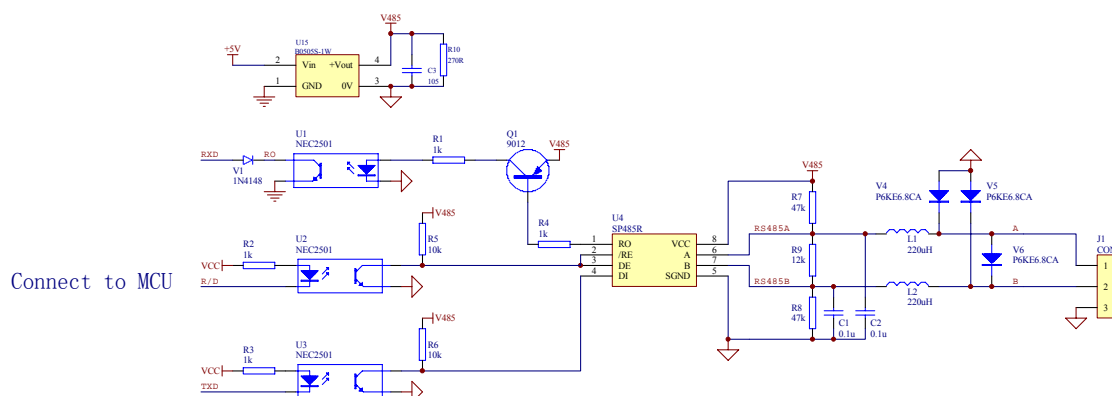 V485
U15
B0505S-1W
+5V
2 Vin +Vout 4
1 GND 0V 3
C3
105
R10
270R
U1
NEC2501
RXD
RO
V1
1N4148
R1
1k
Q1
9012
V485
R4
1k
U4
SP485R
1 RO VCC 8
2 /RE A 6
3 DE B 7
4 DI SGND 5
Connect to MCU
VCC
R/D
R2
1k
U2
NEC2501
V485
R5
10k
VCC
TXD
R3
1k
U3
NEC2501
V485
R6
10k
V485
R7
47k
RS485A
R9
12k
RS485B
R8
47k
C1
0.1u
C2
0.1u
L1
220uH
L2
220uH
V4
P6KE6.8CA
V5
P6KE6.8CA
V6
P6KE6.8CA
A
B
J1
CON
1
2
3